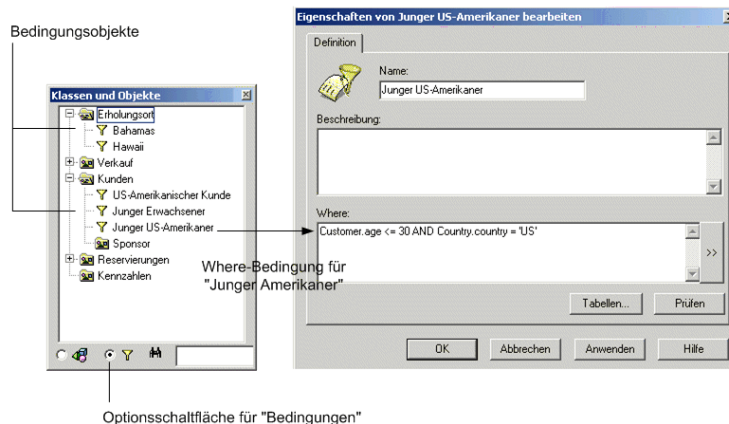 Bedingungsobjekte
Klassen und Objekte
Erholungsort
Bahamas
Hawaii
Verkauf
Kunden
US-Amerikanischer Kunde
Junger Erwachsener
Junger US-Amerikaner
Sponsor
Reservierungen
Kennzahlen
Where-Bedingung für
"Junger Amerikaner"
Optionsschaltfläche für "Bedingungen"
Eigenschaften von Junger US-Amerikaner bearbeiten
Definition
Name:
Junger US-Amerikaner
Beschreibung:
Where:
Customer.age <= 30 AND Country.country = 'US'
>>
Tabellen...
Prüfen
OK
Abbrechen
Anwenden
Hilfe